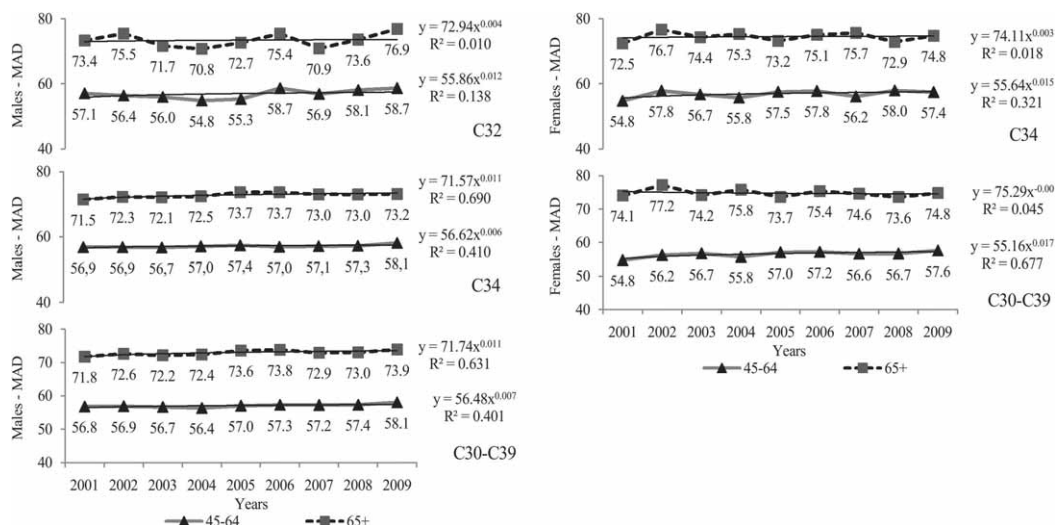 Males - MAD
80
60
40
73.4 75.5 71.7 70.8 72.7 75.4 70.9 73.6 76.9
57.1 56.4 56.0 54.8 55.3 58.7 56.9 58.1 58.7
y = 72.94x^0.004
R² = 0.010
y = 55.86x^0.012
R² = 0.138
C32
Males - MAD
80
60
40
71.5 72.3 72.1 72.5 73.7 73.7 73.0 73.0 73.2
56,9 56,9 56,7 57,0 57,4 57,0 57,1 57,3 58,1
y = 71.57x^0.011
R² = 0.690
y = 56.62x^0.006
R² = 0.410
C34
Males - MAD
80
70
60
50
40
71.8 72.6 72.2 72.4 73.6 73.8 72.9 73.0 73.9
56.8 56.9 56.7 56.4 57.0 57.3 57.2 57.4 58.1
y = 71.74x^0.011
R² = 0.631
y = 56.48x^0.007
R² = 0.401
C30-C39
2001 2002 2003 2004 2005 2006 2007 2008 2009
Years
45-64 65+
Females - MAD
80
60
40
72.5 76.7 74.4 75.3 73.2 75.1 75.7 72.9 74.8
54.8 57.8 56.7 55.8 57.5 57.8 56.2 58.0 57.4
y = 74.11x^0.003
R² = 0.018
y = 55.64x^0.015
R² = 0.321
C34
Females - MAD
80
70
60
50
40
74.1 77.2 74.2 75.8 73.7 75.4 74.6 73.6 74.8
54.8 56.2 56.7 55.8 57.0 57.2 56.6 56.7 57.6
y = 75.29x^-0.00
R² = 0.045
y = 55.16x^0.017
R² = 0.677
C30-C39
2001 2002 2003 2004 2005 2006 2007 2008 2009
Years
45-64 65+